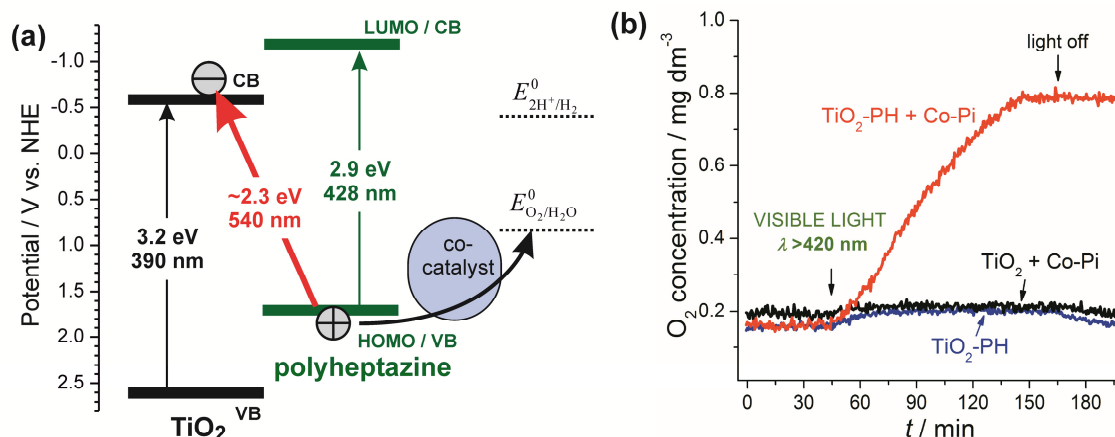 (a)
Potential / V vs. NHE
-1.0
-0.5
0.0
0.5
1.0
1.5
2.0
2.5
CB
LUMO / CB
3.2 eV
390 nm
~2.3 eV
540 nm
2.9 eV
428 nm
E⁰2H⁺/H₂
E⁰O₂/H₂O
co-
catalyst
HOMO / VB
polyheptazine
VB
TiO₂
(b)
O₂ concentration / mg dm⁻³
1.0
0.8
0.6
0.4
0.2
0.0
light off
TiO₂-PH + Co-Pi
VISIBLE LIGHT
λ >420 nm
TiO₂ + Co-Pi
TiO₂-PH
0
30
60
90
120
150
180
t / min